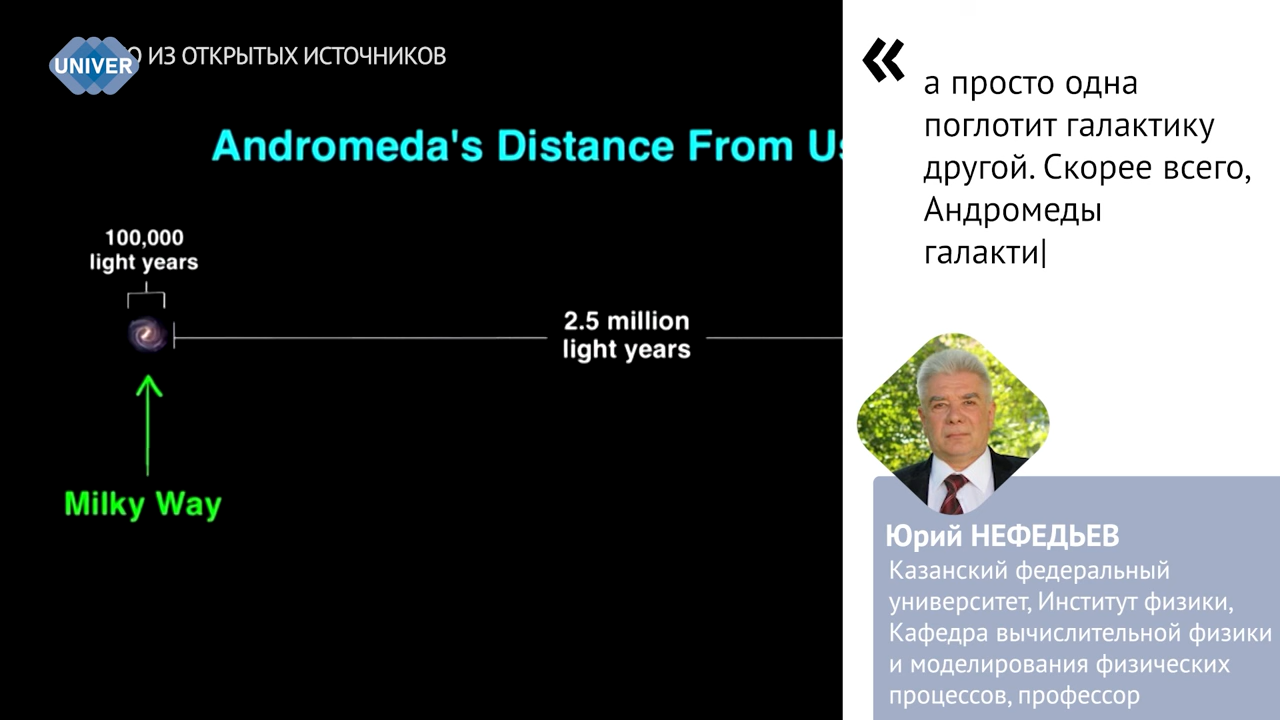 UNIVER
О ИЗ ОТКРЫТЫХ ИСТОЧНИКОВ
Andromeda's Distance From Us
100,000
light years
2.5 million
light years
Milky Way
«
а просто одна
поглотит галактику
другой. Скорее всего,
Андромеды
галакти|
Юрий НЕФЕДЬЕВ
Казанский федеральный
университет, Институт физики,
Кафедра вычислительной физики
и моделирования физических
процессов, профессор